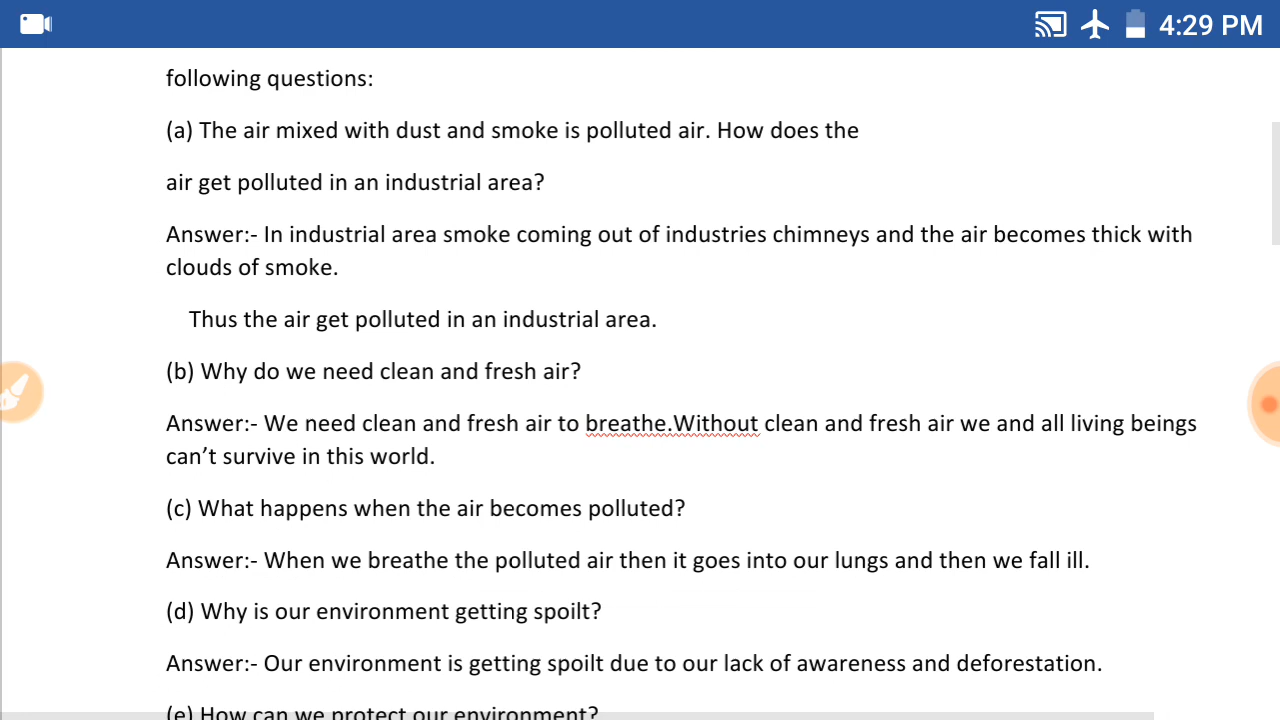 4:29 PM
following questions:
(a) The air mixed with dust and smoke is polluted air. How does the
air get polluted in an industrial area?
Answer:- In industrial area smoke coming out of industries chimneys and the air becomes thick with
clouds of smoke.
Thus the air get polluted in an industrial area.
(b) Why do we need clean and fresh air?
Answer:- We need clean and fresh air to breathe.Without clean and fresh air we and all living beings
can’t survive in this world.
(c) What happens when the air becomes polluted?
Answer:- When we breathe the polluted air then it goes into our lungs and then we fall ill.
(d) Why is our environment getting spoilt?
Answer:- Our environment is getting spoilt due to our lack of awareness and deforestation.
(e) How can we protect our environment?